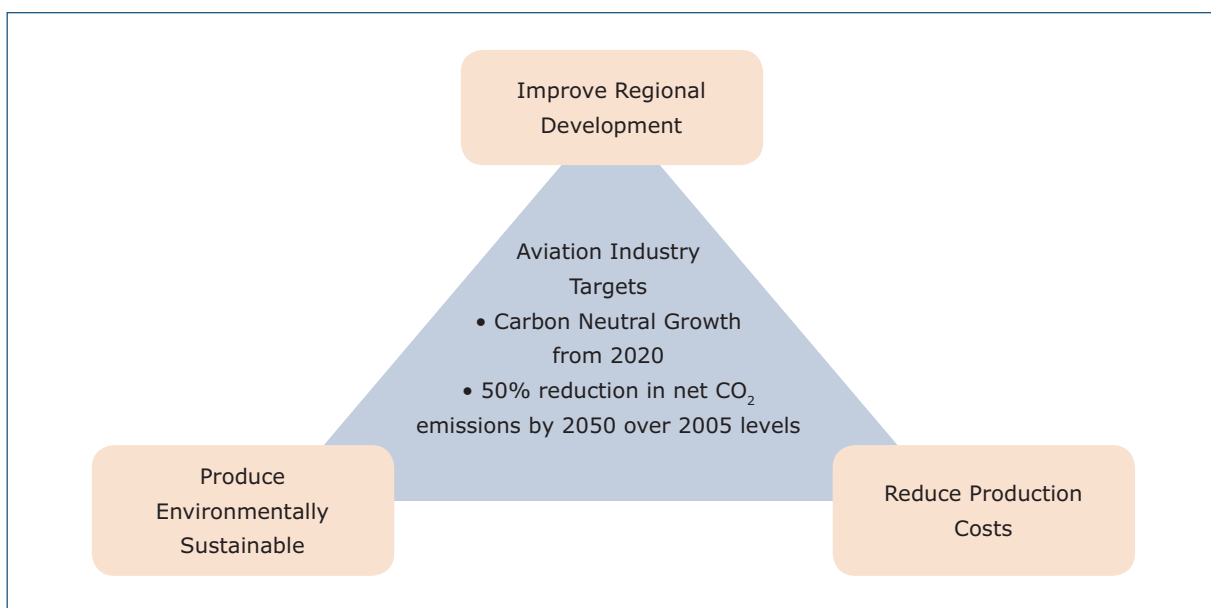 Improve Regional
Development
Aviation Industry
Targets
• Carbon Neutral Growth
from 2020
• 50% reduction in net CO₂
emissions by 2050 over 2005 levels
Produce
Environmentally
Sustainable
Reduce Production
Costs